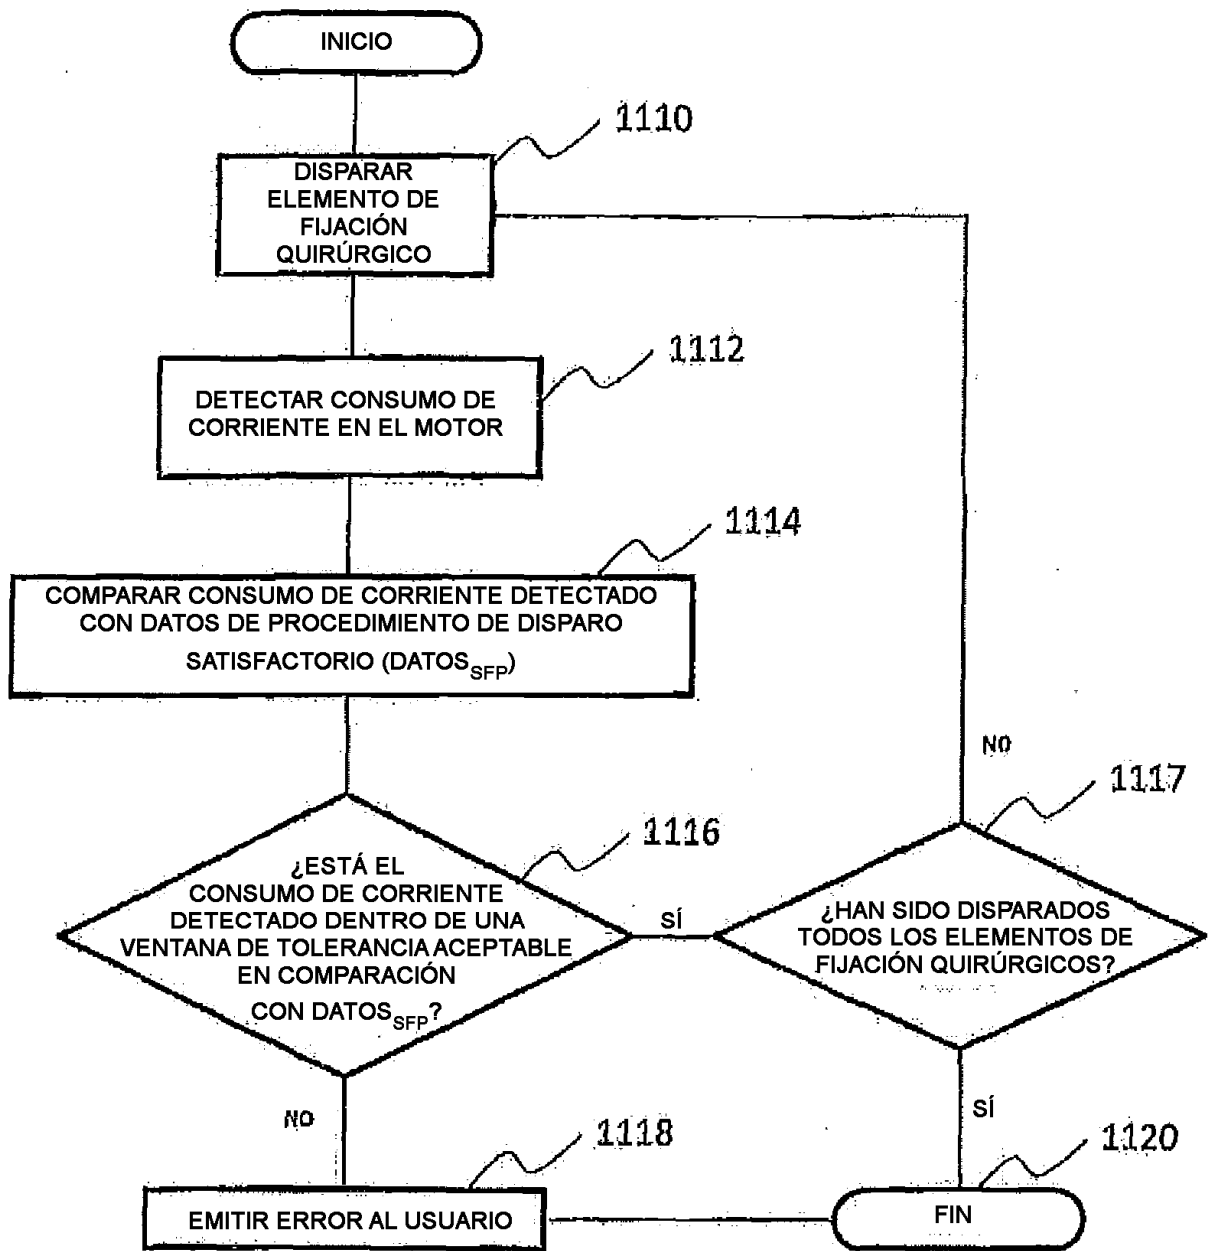 INICIO
1110
DISPARAR
ELEMENTO DE
FIJACIÓN
QUIRÚRGICO
1112
DETECTAR CONSUMO DE
CORRIENTE EN EL MOTOR
1114
COMPARAR CONSUMO DE CORRIENTE DETECTADO
CON DATOS DE PROCEDIMIENTO DE DISPARO
SATISFACTORIO (DATOS_SFP)
NO
1117
1116
¿ESTÁ EL
CONSUMO DE CORRIENTE
DETECTADO DENTRO DE UNA
VENTANA DE TOLERANCIA ACEPTABLE
EN COMPARACIÓN
CON DATOS_SFP?
SÍ
¿HAN SIDO DISPARADOS
TODOS LOS ELEMENTOS DE
FIJACIÓN QUIRÚRGICOS?
NO
SÍ
1118
1120
EMITIR ERROR AL USUARIO
FIN